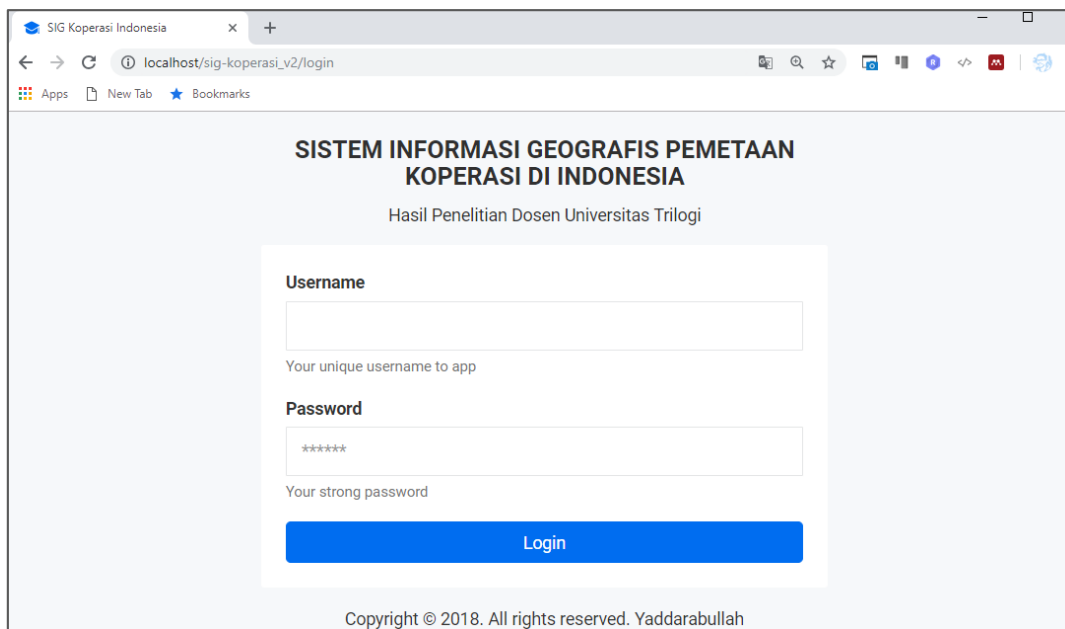 SIG Koperasi Indonesia
localhost/sig-koperasi_v2/login
Apps New Tab Bookmarks
SISTEM INFORMASI GEOGRAFIS PEMETAAN
KOPERASI DI INDONESIA
Hasil Penelitian Dosen Universitas Trilogi
Username
Your unique username to app
Password
******
Your strong password
Login
Copyright © 2018. All rights reserved. Yaddarabullah